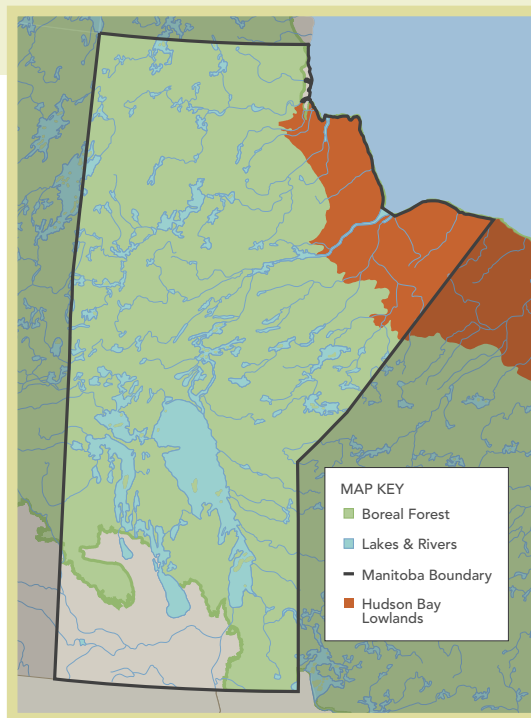 MAP KEY
Boreal Forest
Lakes & Rivers
Manitoba Boundary
Hudson Bay
Lowlands